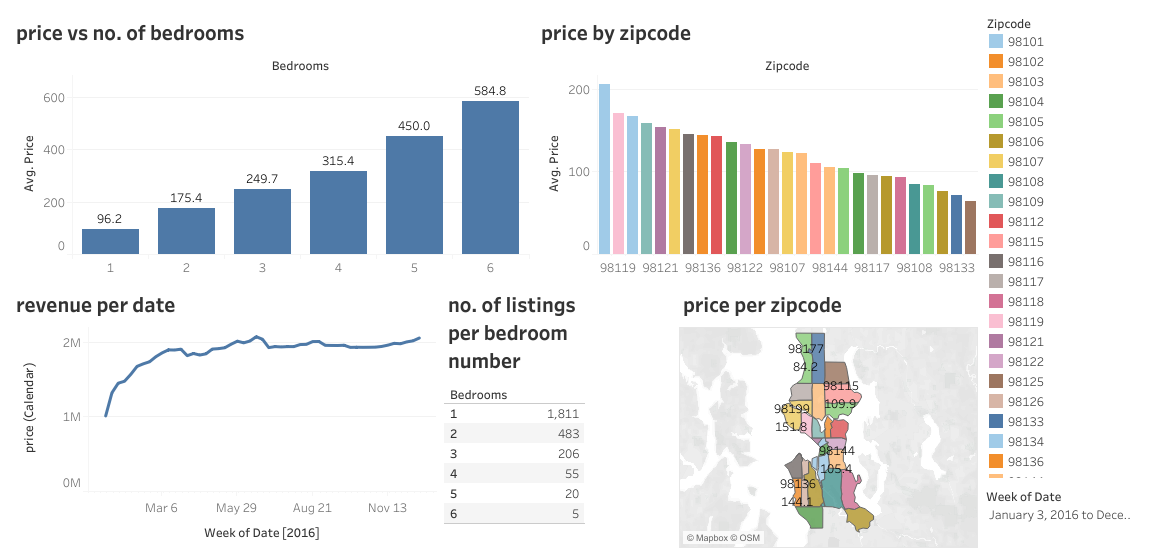 price vs no. of bedrooms
Bedrooms
Avg. Price
600
400
200
0
96.2
175.4
249.7
315.4
450.0
584.8
1 2 3 4 5 6
price by zipcode
Zipcode
Avg. Price
200
100
0
98119 98121 98136 98122 98107 98144 98117 98108 98133
Zipcode
98101
98102
98103
98104
98105
98106
98107
98108
98109
98112
98115
98116
98117
98118
98119
98121
98122
98125
98126
98133
98134
98136
revenue per date
price (Calendar)
2M
1M
0M
Mar 6 May 29 Aug 21 Nov 13
Week of Date [2016]
no. of listings
per bedroom
number
Bedrooms
1 1,811
2 483
3 206
4 55
5 20
6 5
price per zipcode
98177
84.2
98115
109.9
98199
151.8
98144
105.4
98136
144.1
© Mapbox © OSM
Week of Date
January 3, 2016 to Dece..